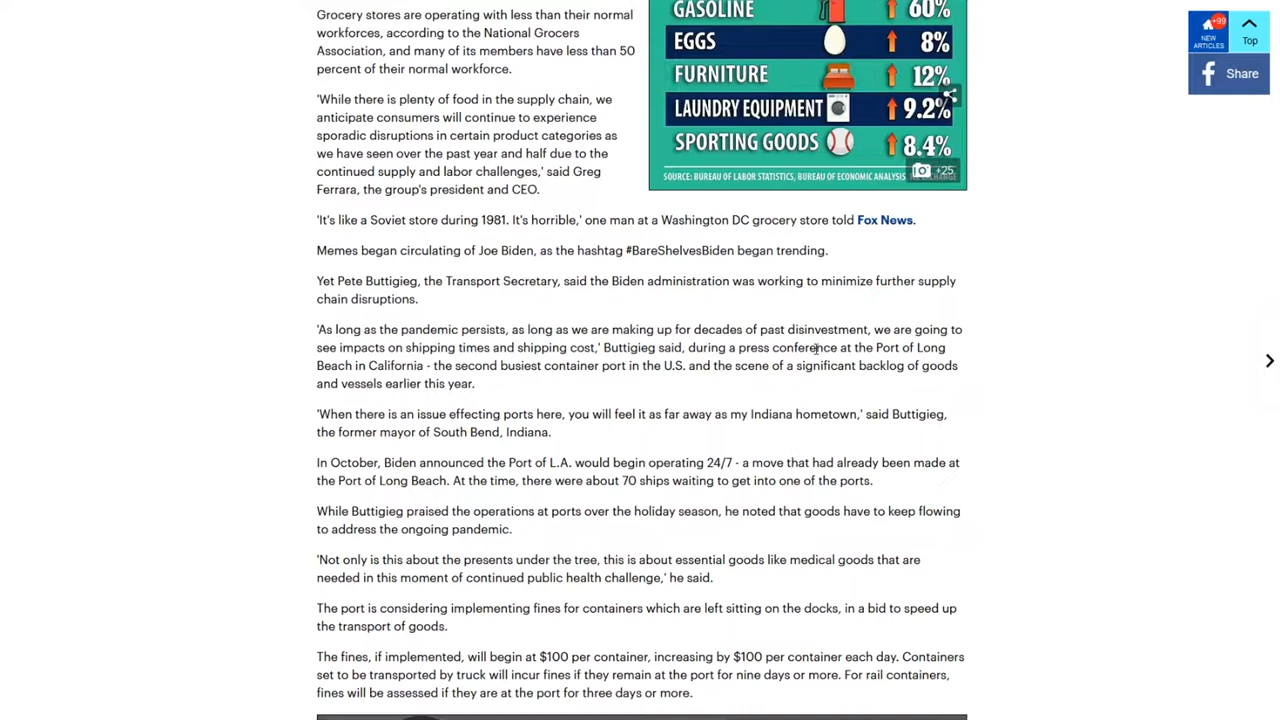 Grocery stores are operating with less than their normal
workforces, according to the National Grocers
Association, and many of its members have less than 50
percent of their normal workforce.
'While there is plenty of food in the supply chain, we
anticipate consumers will continue to experience
sporadic disruptions in certain product categories as
we have seen over the past year and half due to the
continued supply and labor challenges,' said Greg
Ferrara, the group's president and CEO.
GASOLINE 60%
EGGS 8%
FURNITURE 12%
LAUNDRY EQUIPMENT 9.2%
SPORTING GOODS 8.4%
SOURCE: BUREAU OF LABOR STATISTICS, BUREAU OF ECONOMIC ANALYSIS
+25
'It's like a Soviet store during 1981. It's horrible,' one man at a Washington DC grocery store told Fox News.
Memes began circulating of Joe Biden, as the hashtag #BareShelvesBiden began trending.
Yet Pete Buttigieg, the Transport Secretary, said the Biden administration was working to minimize further supply
chain disruptions.
'As long as the pandemic persists, as long as we are making up for decades of past disinvestment, we are going to
see impacts on shipping times and shipping cost,' Buttigieg said, during a press conference at the Port of Long
Beach in California - the second busiest container port in the U.S. and the scene of a significant backlog of goods
and vessels earlier this year.
'When there is an issue effecting ports here, you will feel it as far away as my Indiana hometown,' said Buttigieg,
the former mayor of South Bend, Indiana.
In October, Biden announced the Port of L.A. would begin operating 24/7 - a move that had already been made at
the Port of Long Beach. At the time, there were about 70 ships waiting to get into one of the ports.
While Buttigieg praised the operations at ports over the holiday season, he noted that goods have to keep flowing
to address the ongoing pandemic.
'Not only is this about the presents under the tree, this is about essential goods like medical goods that are
needed in this moment of continued public health challenge,' he said.
The port is considering implementing fines for containers which are left sitting on the docks, in a bid to speed up
the transport of goods.
The fines, if implemented, will begin at $100 per container, increasing by $100 per container each day. Containers
set to be transported by truck will incur fines if they remain at the port for nine days or more. For rail containers,
fines will be assessed if they are at the port for three days or more.
+99
NEW
ARTICLES
Top
Share